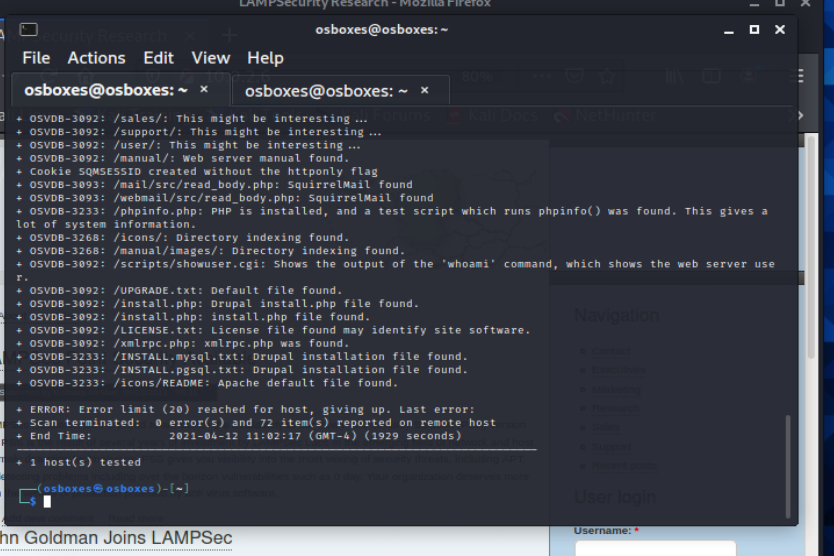 LAMPSecurity Research - Mozilla Firefox
osboxes@osboxes: ~
File Actions Edit View Help
osboxes@osboxes: ~ × osboxes@osboxes: ~ ×
80%
Forums Kali Docs NetHunter
+ OSVDB-3092: /sales/: This might be interesting ...
+ OSVDB-3092: /support/: This might be interesting ...
+ OSVDB-3092: /user/: This might be interesting ...
+ OSVDB-3092: /manual/: Web server manual found.
+ Cookie SQMSESSID created without the httponly flag
+ OSVDB-3093: /mail/src/read_body.php: SquirrelMail found
+ OSVDB-3093: /webmail/src/read_body.php: SquirrelMail found
+ OSVDB-3233: /phpinfo.php: PHP is installed, and a test script which runs phpinfo() was found. This gives a
lot of system information.
+ OSVDB-3268: /icons/: Directory indexing found.
+ OSVDB-3268: /manual/images/: Directory indexing found.
+ OSVDB-3092: /scripts/showuser.cgi: Shows the output of the 'whoami' command, which shows the web server use
r.
+ OSVDB-3092: /UPGRADE.txt: Default file found.
+ OSVDB-3092: /install.php: Drupal install.php file found.
+ OSVDB-3092: /install.php: install.php file found.
+ OSVDB-3092: /LICENSE.txt: License file found may identify site software.
+ OSVDB-3092: /xmlrpc.php: xmlrpc.php was found.
+ OSVDB-3233: /INSTALL.mysql.txt: Drupal installation file found.
+ OSVDB-3233: /INSTALL.pgsql.txt: Drupal installation file found.
+ OSVDB-3233: /icons/README: Apache default file found.
+ ERROR: Error limit (20) reached for host, giving up. Last error:
+ Scan terminated: 0 error(s) and 72 item(s) reported on remote host
+ End Time: 2021-04-12 11:02:17 (GMT-4) (1929 seconds)
---------------------------------------------------------------------------
+ 1 host(s) tested
(osboxes㉿osboxes)-[~]
$
Navigation
User login
Username: *
hn Goldman Joins LAMPSec